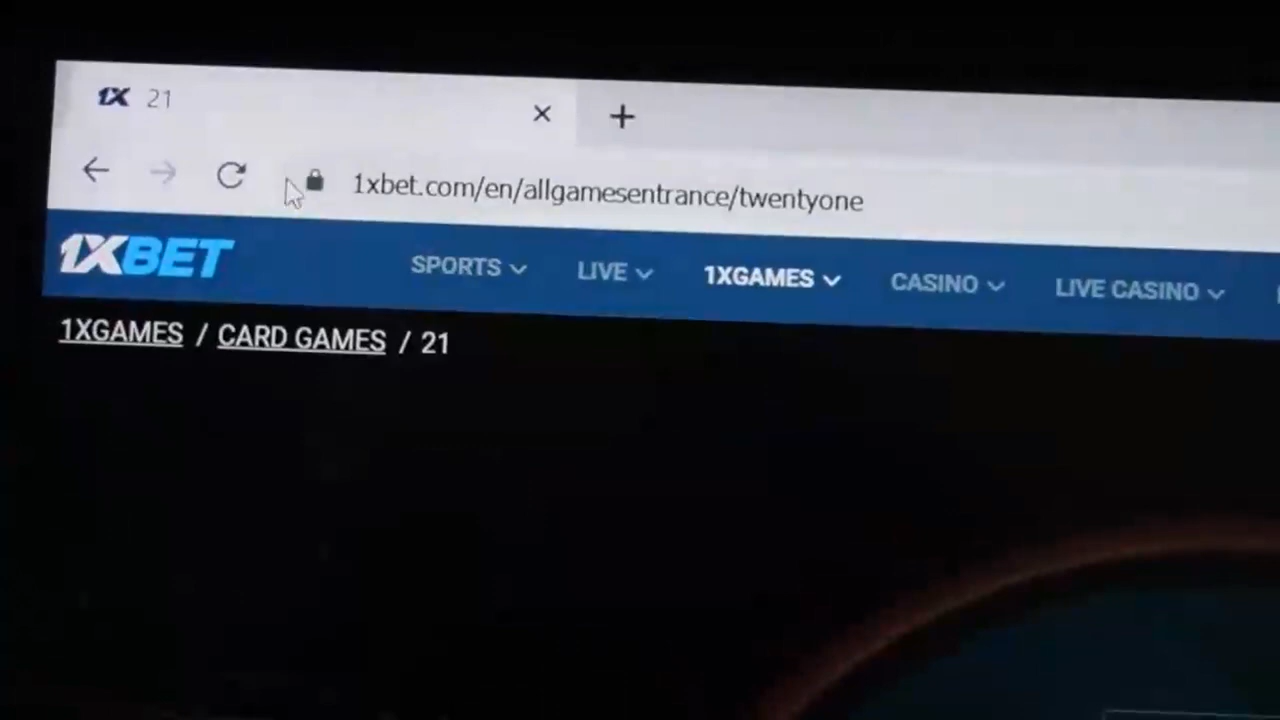 1X 21
1xbet.com/en/allgamesentrance/twentyone
1XBET SPORTS LIVE 1XGAMES CASINO LIVE CASINO
1XGAMES / CARD GAMES / 21